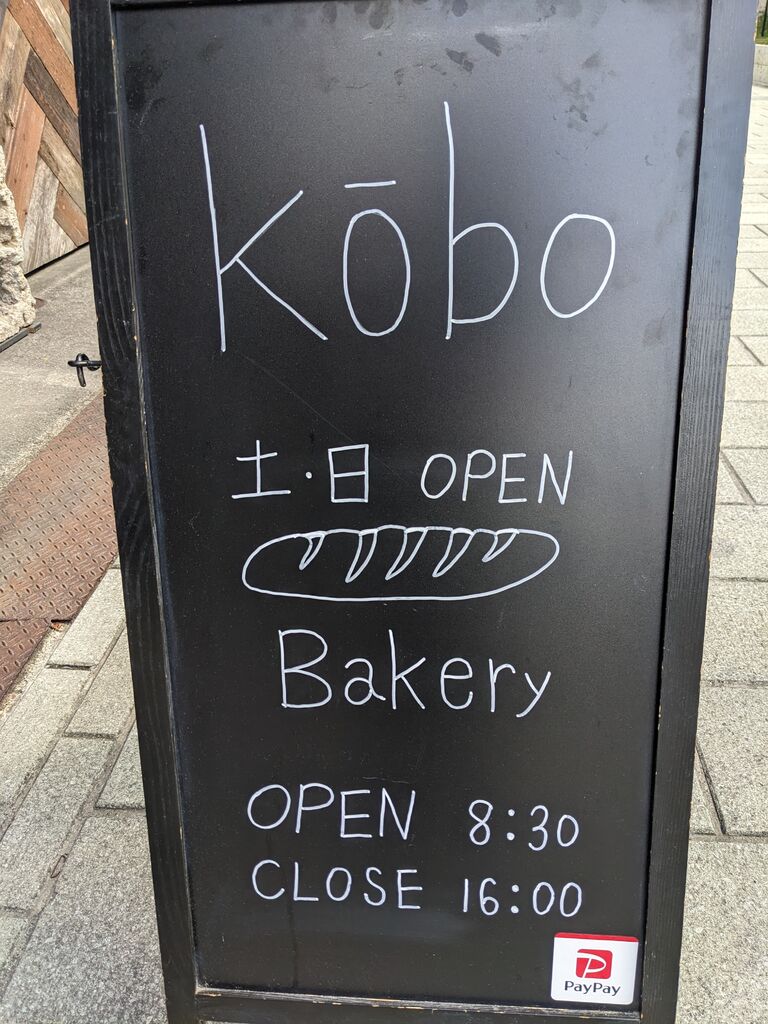 kōbo
土・日 OPEN
Bakery
OPEN 8:30
CLOSE 16:00
PayPay